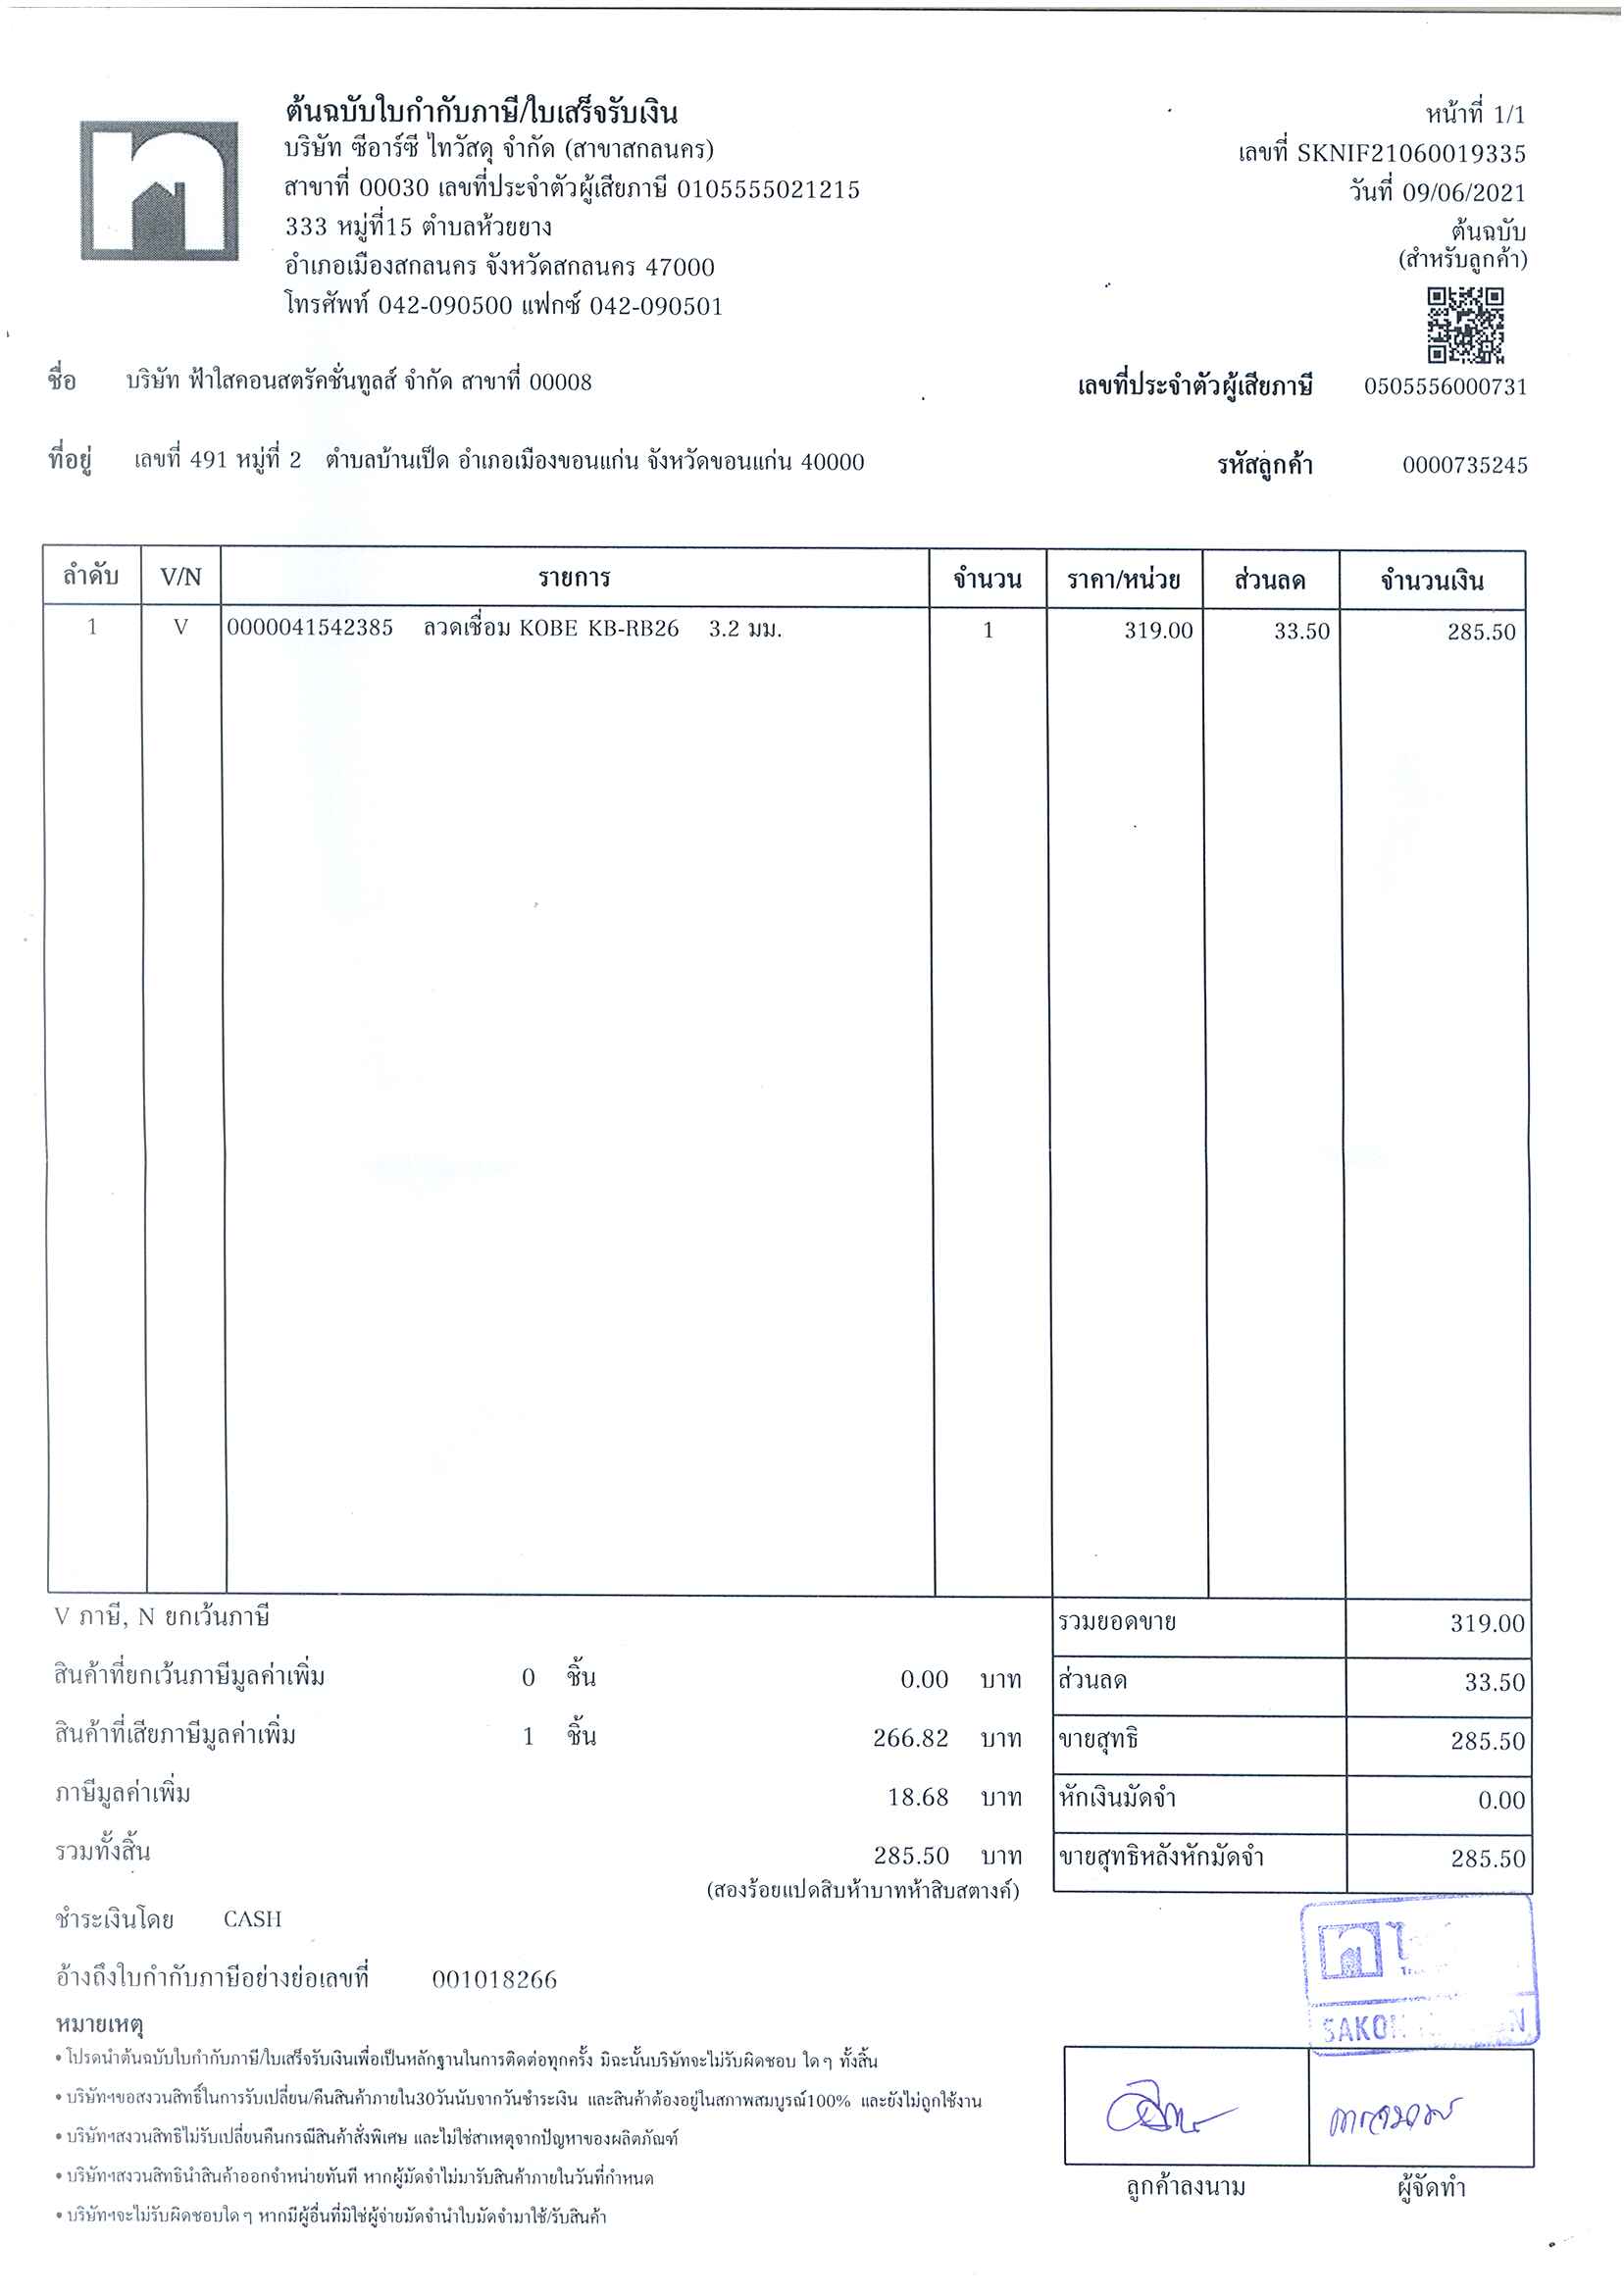 ต้นฉบับใบกำกับภาษี/ใบเสร็จรับเงิน
บริษัท ซีอาร์ซี ไทวัสดุ จำกัด (สาขาสกลนคร)
สาขาที่ 00030 เลขที่ประจำตัวผู้เสียภาษี 0105555021215
333 หมู่ที่15 ตำบลห้วยยาง
อำเภอเมืองสกลนคร จังหวัดสกลนคร 47000
โทรศัพท์ 042-090500 แฟกซ์ 042-090501
หน้าที่ 1/1
เลขที่ SKNIF21060019335
วันที่ 09/06/2021
ต้นฉบับ
(สำหรับลูกค้า)
ชื่อ บริษัท ฟ้าใสคอนสตรัคชั่นทูลส์ จำกัด สาขาที่ 00008 เลขที่ประจำตัวผู้เสียภาษี 0505556000731
ที่อยู่ เลขที่ 491 หมู่ที่ 2 ตำบลบ้านเป็ด อำเภอเมืองขอนแก่น จังหวัดขอนแก่น 40000 รหัสลูกค้า 0000735245
ลำดับ V/N รายการ จำนวน ราคา/หน่วย ส่วนลด จำนวนเงิน
1 V 0000041542385 ลวดเชื่อม KOBE KB-RB26 3.2 มม. 1 319.00 33.50 285.50
V ภาษี, N ยกเว้นภาษี รวมยอดขาย 319.00
สินค้าที่ยกเว้นภาษีมูลค่าเพิ่ม 0 ชิ้น 0.00 บาท ส่วนลด 33.50
สินค้าที่เสียภาษีมูลค่าเพิ่ม 1 ชิ้น 266.82 บาท ขายสุทธิ 285.50
ภาษีมูลค่าเพิ่ม 18.68 บาท หักเงินมัดจำ 0.00
รวมทั้งสิ้น 285.50 บาท ขายสุทธิหลังหักมัดจำ 285.50
(สองร้อยแปดสิบห้าบาทห้าสิบสตางค์)
ชำระเงินโดย CASH
อ้างถึงใบกำกับภาษีอย่างย่อเลขที่ 001018266
หมายเหตุ
• โปรดนำต้นฉบับใบกำกับภาษี/ใบเสร็จรับเงินเพื่อเป็นหลักฐานในการติดต่อทุกครั้ง มิฉะนั้นบริษัทจะไม่รับผิดชอบ ใด ๆ ทั้งสิ้น
• บริษัทฯขอสงวนสิทธิ์ในการรับเปลี่ยน/คืนสินค้าภายใน30วันนับจากวันชำระเงิน และสินค้าต้องอยู่ในสภาพสมบูรณ์100% และยังไม่ถูกใช้งาน
• บริษัทฯสงวนสิทธิไม่รับเปลี่ยนคืนกรณีสินค้าสั่งพิเศษ และไม่ใช่สาเหตุจากปัญหาของผลิตภัณฑ์
• บริษัทฯสงวนสิทธินำสินค้าออกจำหน่ายทันที หากผู้มัดจำไม่มารับสินค้าภายในวันที่กำหนด
• บริษัทฯจะไม่รับผิดชอบใด ๆ หากมีผู้อื่นที่มิใช่ผู้จ่ายมัดจำนำใบมัดจำมาใช้/รับสินค้า
ลูกค้าลงนาม ผู้จัดทำ